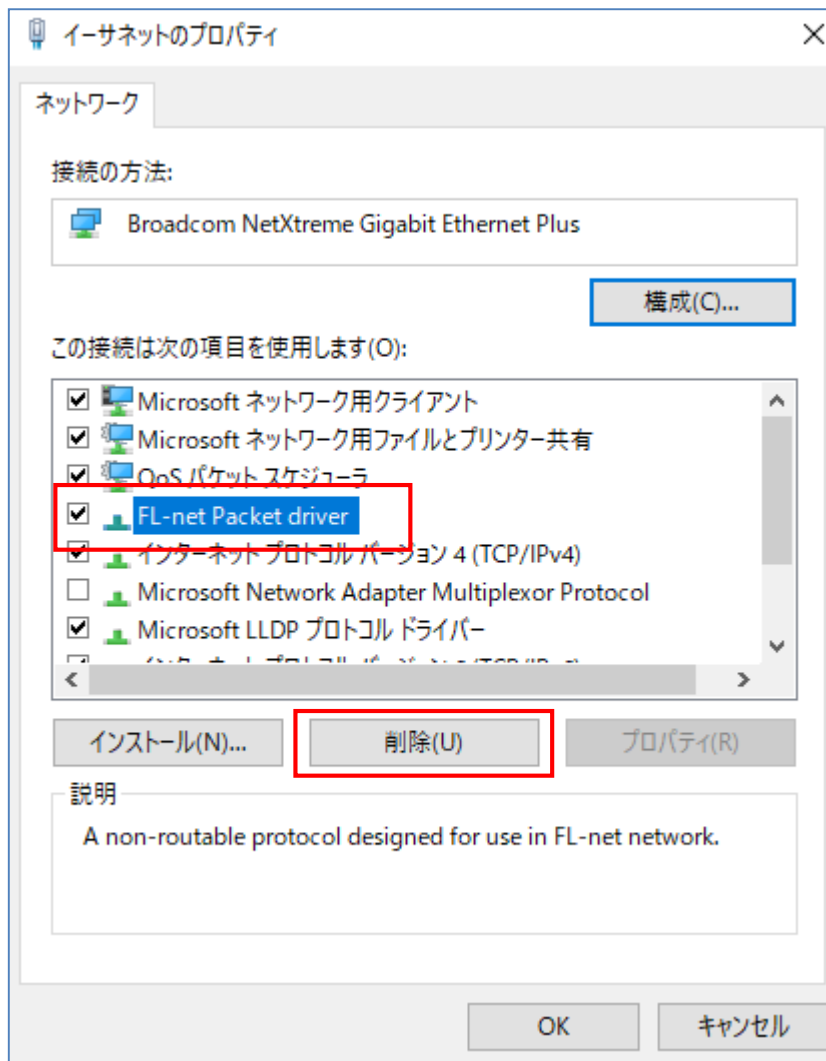 イーサネットのプロパティ
ネットワーク
接続の方法:
Broadcom NetXtreme Gigabit Ethernet Plus
構成(C)...
この接続は次の項目を使用します(O):
Microsoft ネットワーク用クライアント
Microsoft ネットワーク用ファイルとプリンター共有
QoS パケット スケジューラ
FL-net Packet driver
インターネット プロトコル バージョン 4 (TCP/IPv4)
Microsoft Network Adapter Multiplexor Protocol
Microsoft LLDP プロトコル ドライバー
インストール(N)...
削除(U)
プロパティ(R)
説明
A non-routable protocol designed for use in FL-net network.
OK
キャンセル